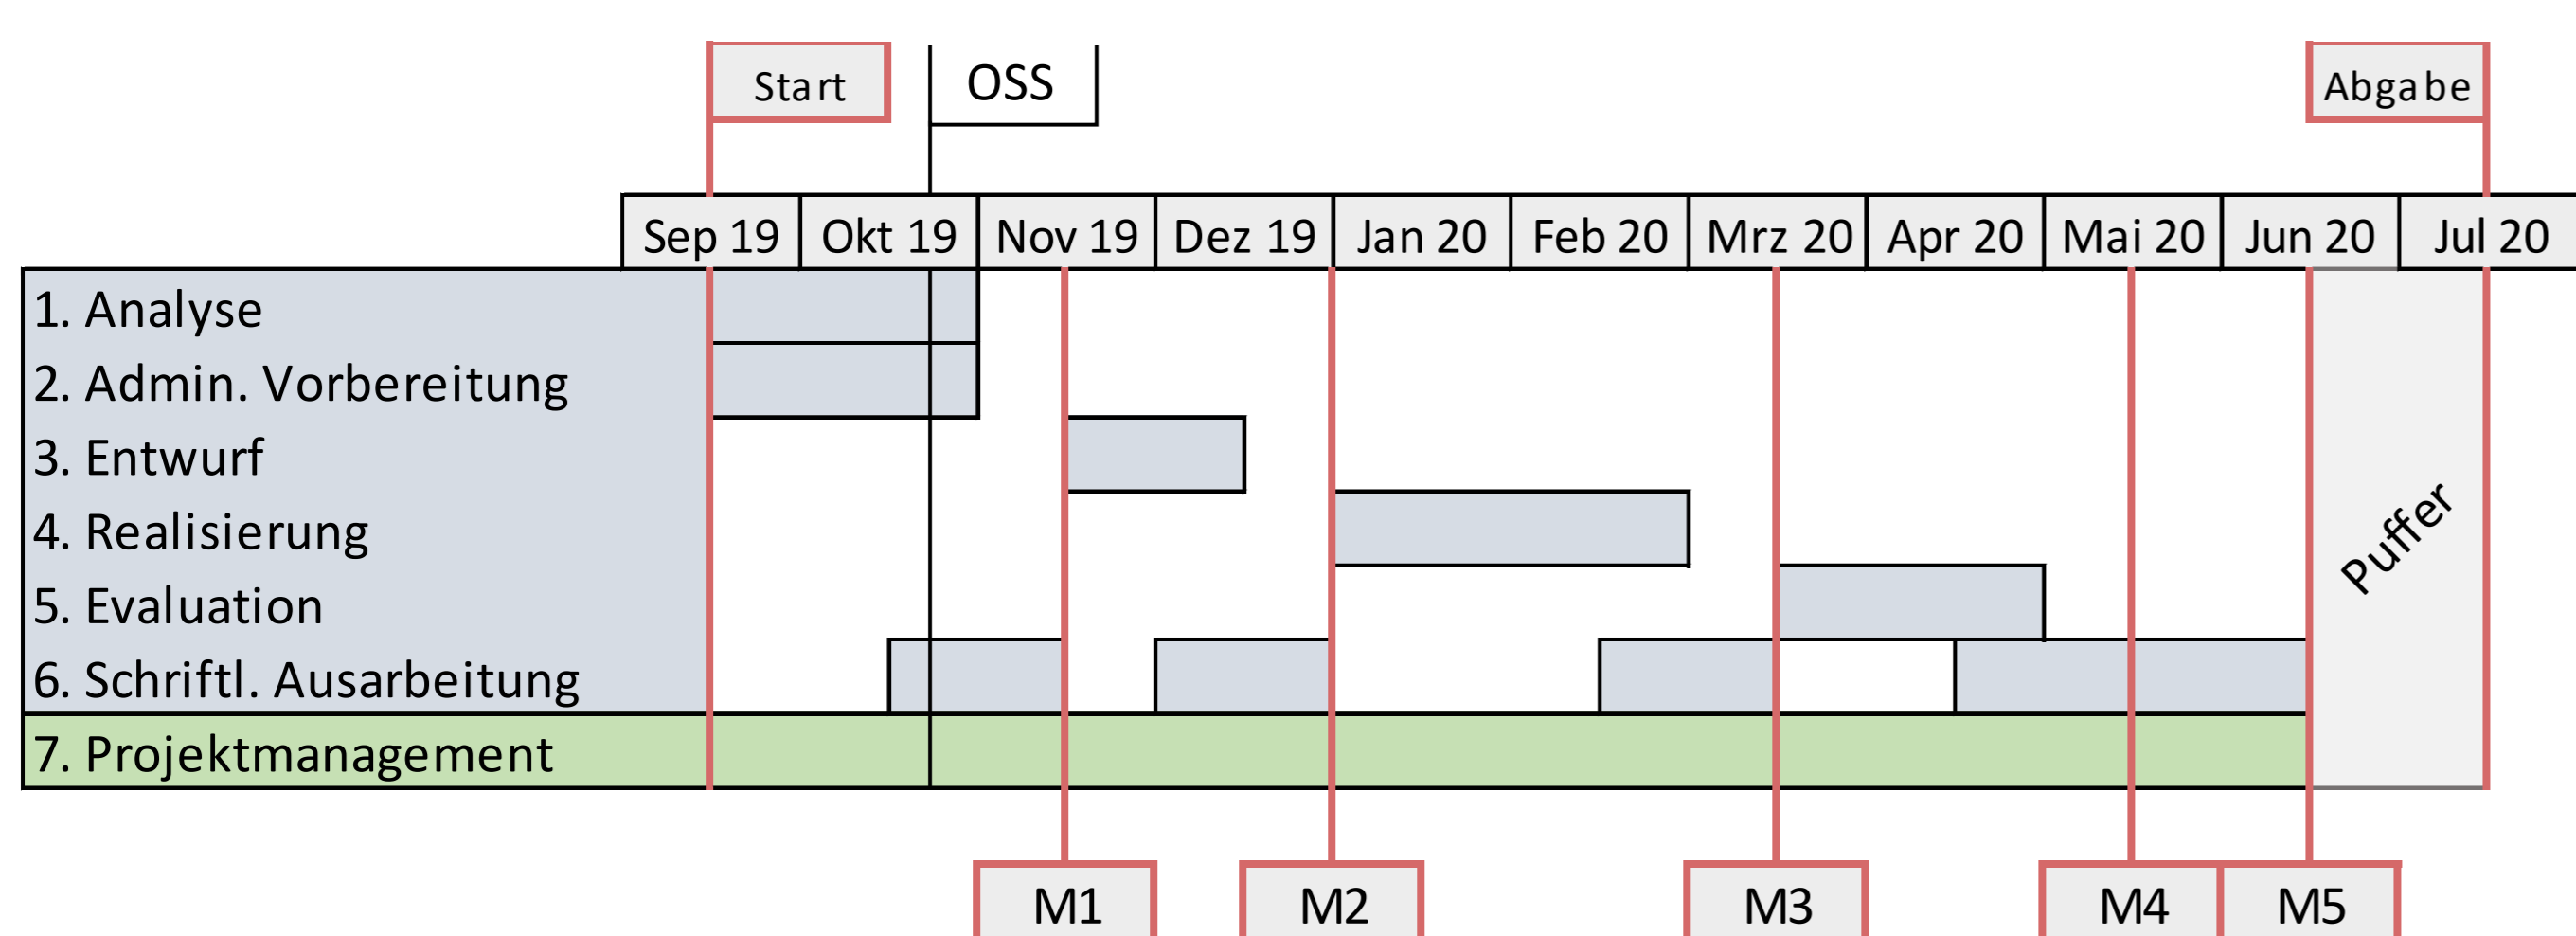 Start
OSS
Abgabe
Sep 19 Okt 19 Nov 19 Dez 19 Jan 20 Feb 20 Mrz 20 Apr 20 Mai 20 Jun 20 Jul 20
1. Analyse
2. Admin. Vorbereitung
3. Entwurf
4. Realisierung
5. Evaluation
6. Schriftl. Ausarbeitung
7. Projektmanagement
Puffer
M1 M2 M3 M4 M5